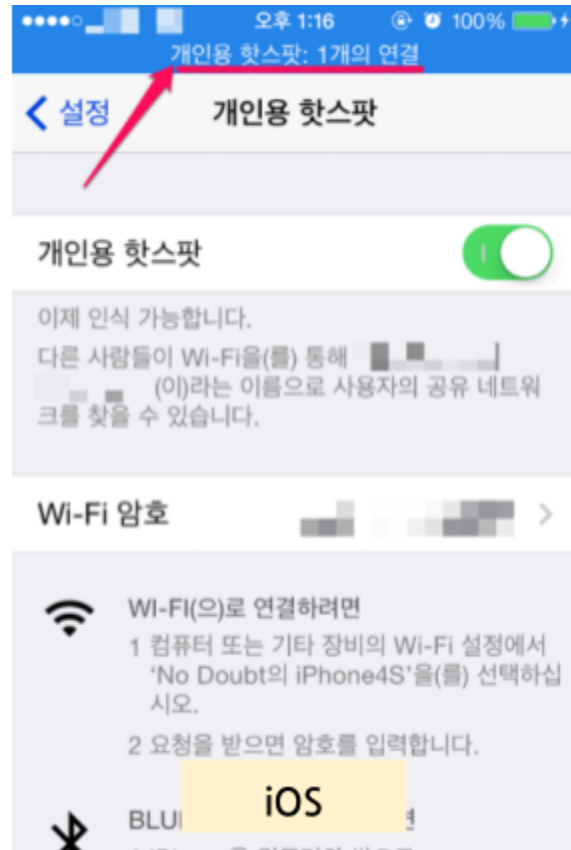 오후 1:16 100%
개인용 핫스팟: 1개의 연결
설정 개인용 핫스팟
개인용 핫스팟
이제 인식 가능합니다.
다른 사람들이 Wi-Fi을(를) 통해
(이)라는 이름으로 사용자의 공유 네트워
크를 찾을 수 있습니다.
Wi-Fi 암호
WI-FI(으)로 연결하려면
1 컴퓨터 또는 기타 장비의 Wi-Fi 설정에서
‘No Doubt의 iPhone4S’을(를) 선택하십
시오.
2 요청을 받으면 암호를 입력합니다.
iOS